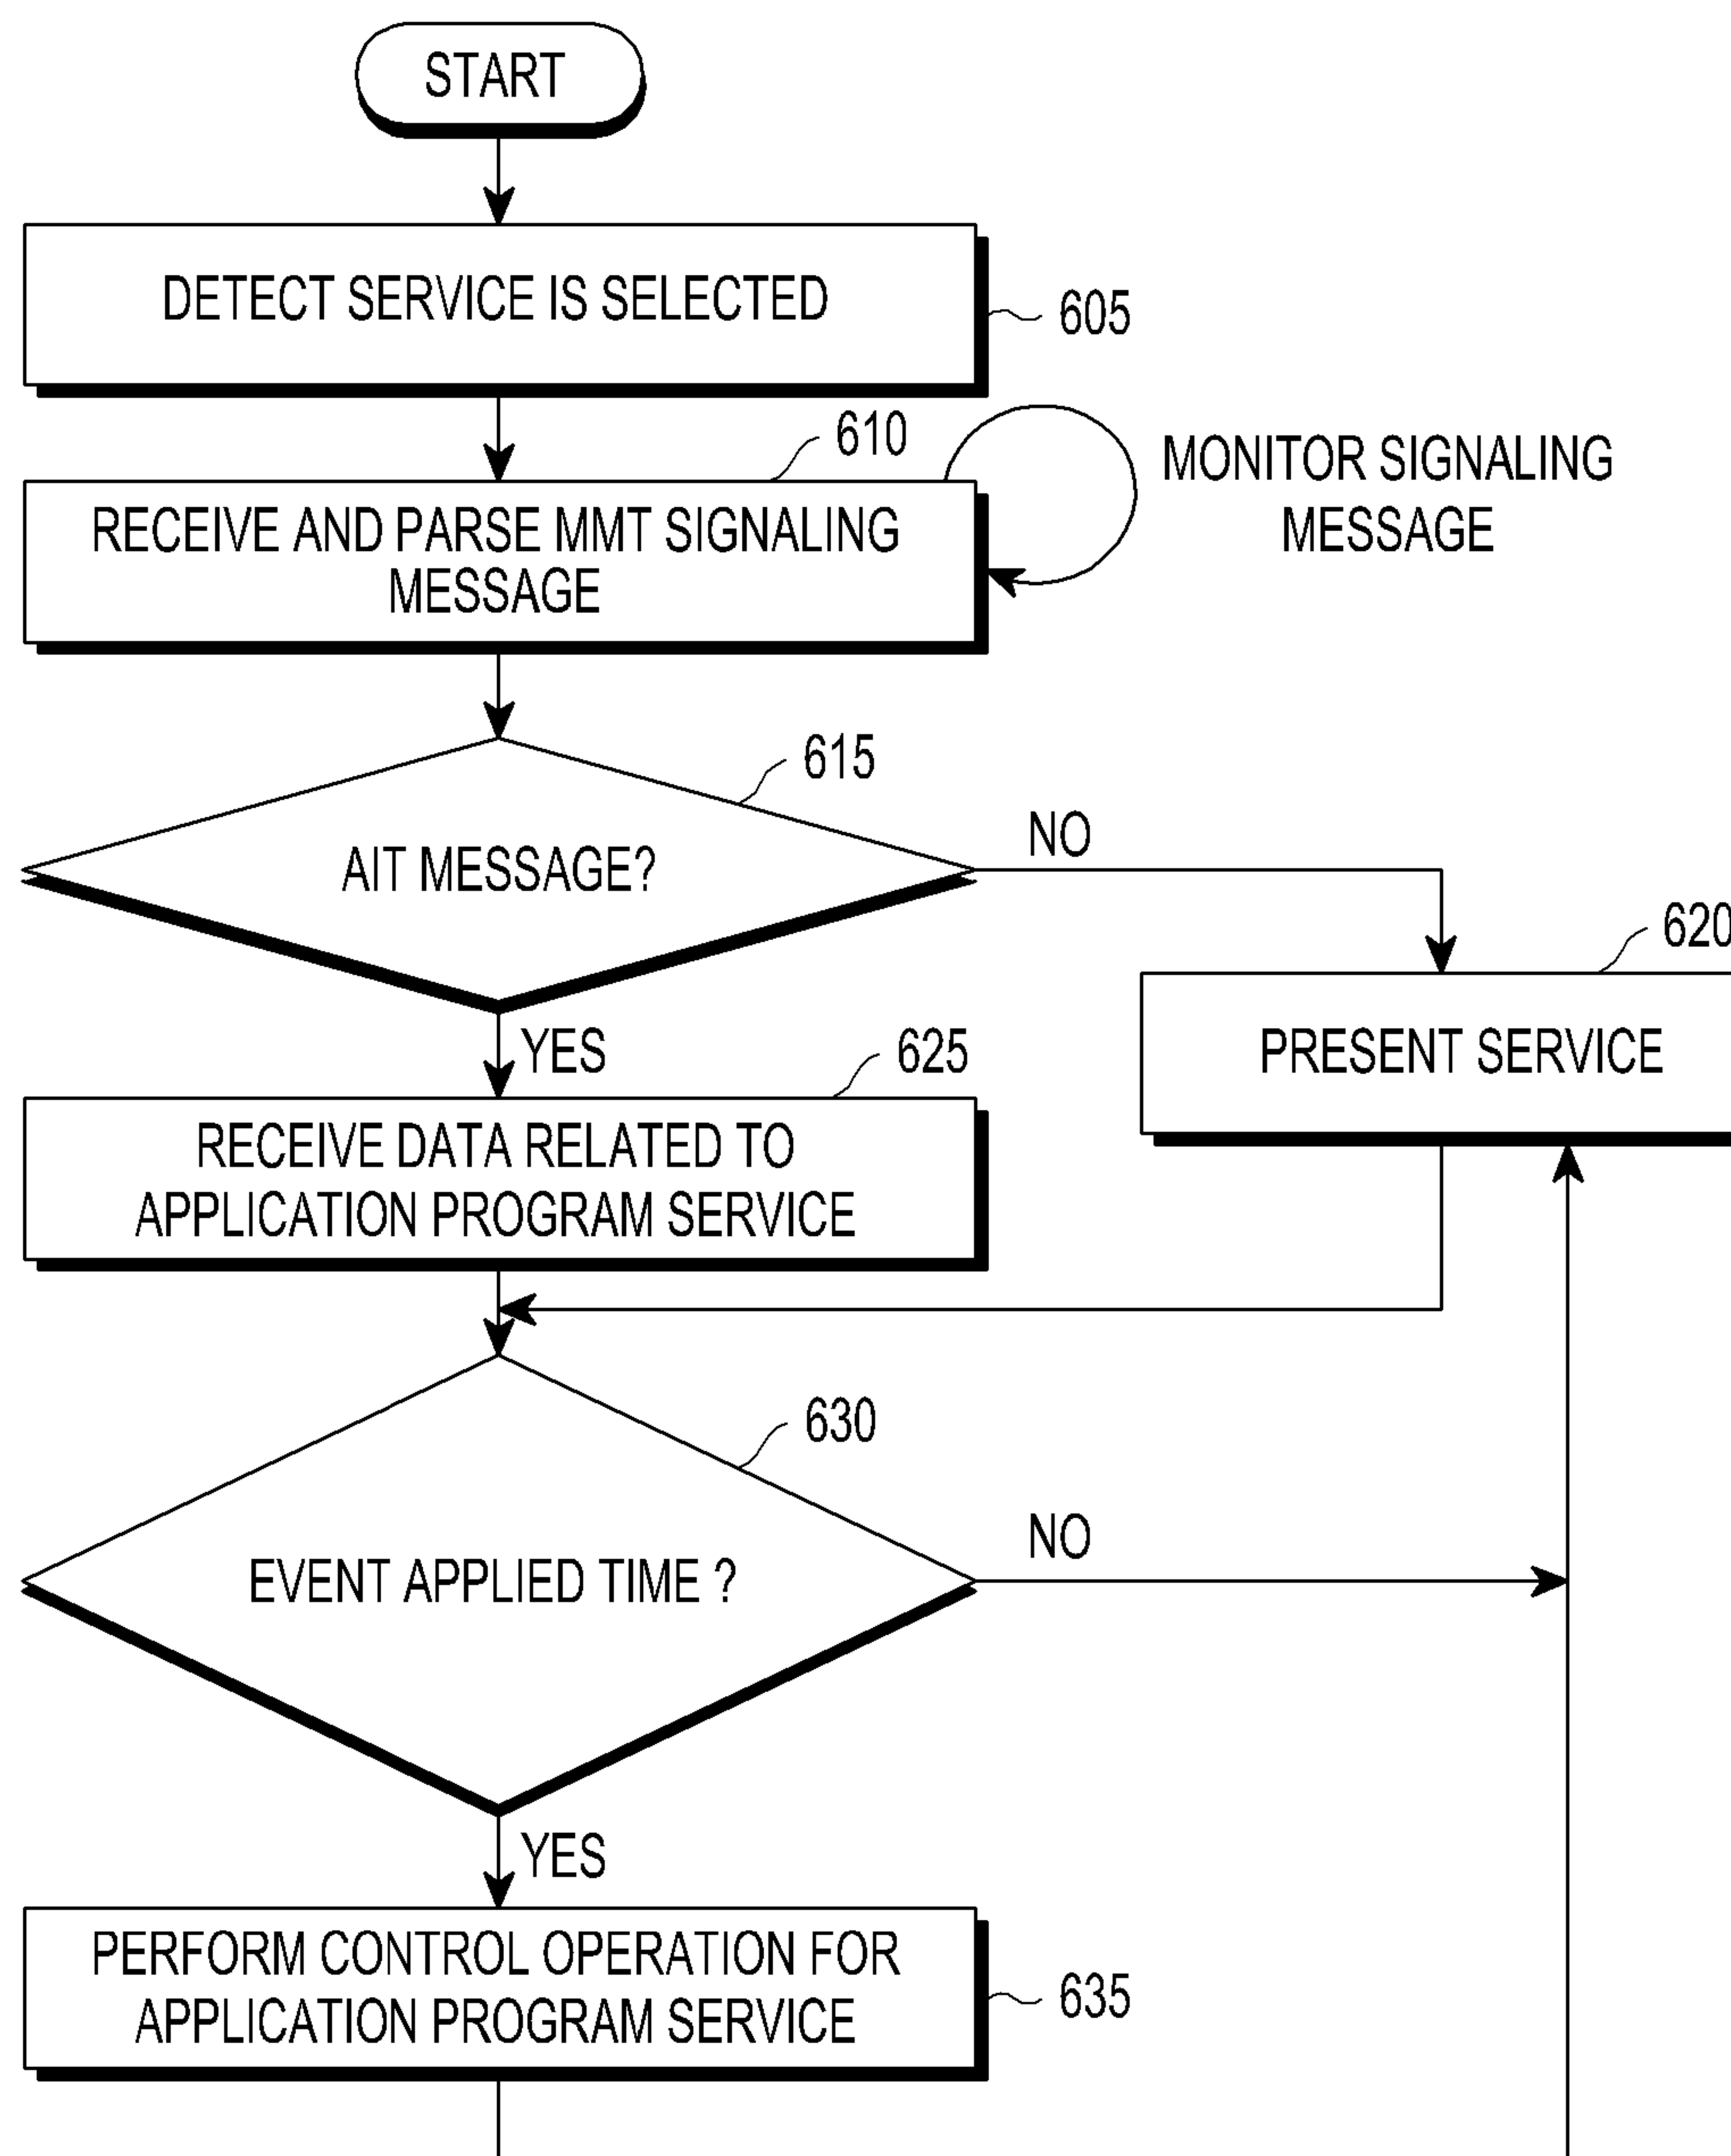 START
DETECT SERVICE IS SELECTED
605
610
RECEIVE AND PARSE MMT SIGNALING
MESSAGE
MONITOR SIGNALING
MESSAGE
615
AIT MESSAGE?
NO
620
PRESENT SERVICE
YES
625
RECEIVE DATA RELATED TO
APPLICATION PROGRAM SERVICE
630
EVENT APPLIED TIME ?
NO
YES
PERFORM CONTROL OPERATION FOR
APPLICATION PROGRAM SERVICE
635